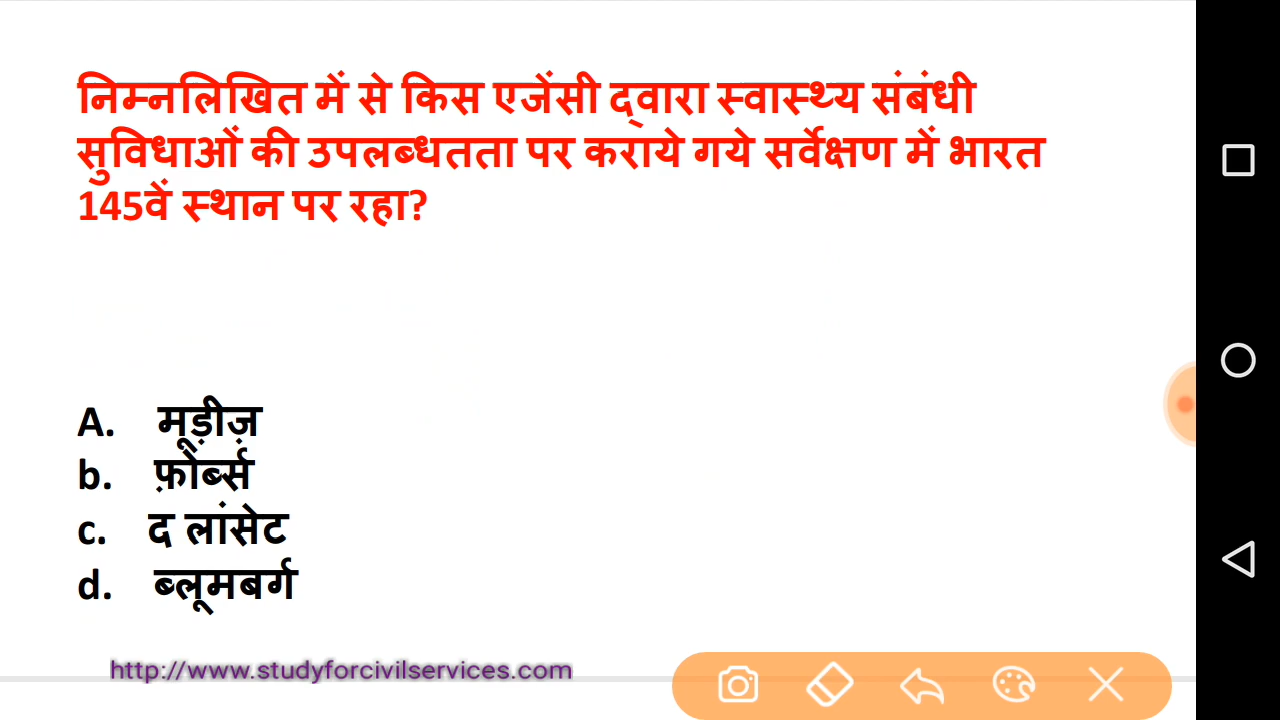 निम्नलिखित में से किस एजेंसी द्वारा स्वास्थ्य संबंधी
सुविधाओं की उपलब्धतता पर कराये गये सर्वेक्षण में भारत
145वें स्थान पर रहा?
A. मूड़ीज़
b. फ़ोर्ब्स
c. द लांसेट
d. ब्लूमबर्ग
http://www.studyforcivilservices.com